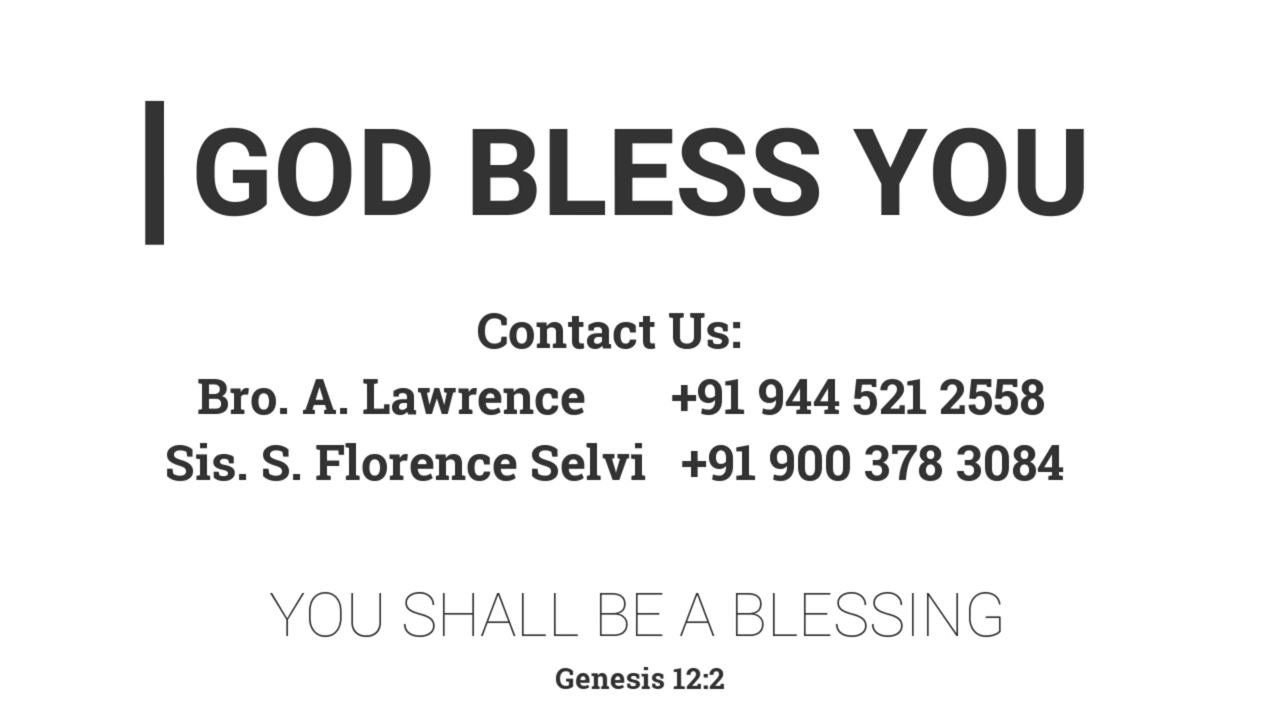 GOD BLESS YOU
Contact Us:
Bro. A. Lawrence +91 944 521 2558
Sis. S. Florence Selvi +91 900 378 3084
YOU SHALL BE A BLESSING
Genesis 12:2